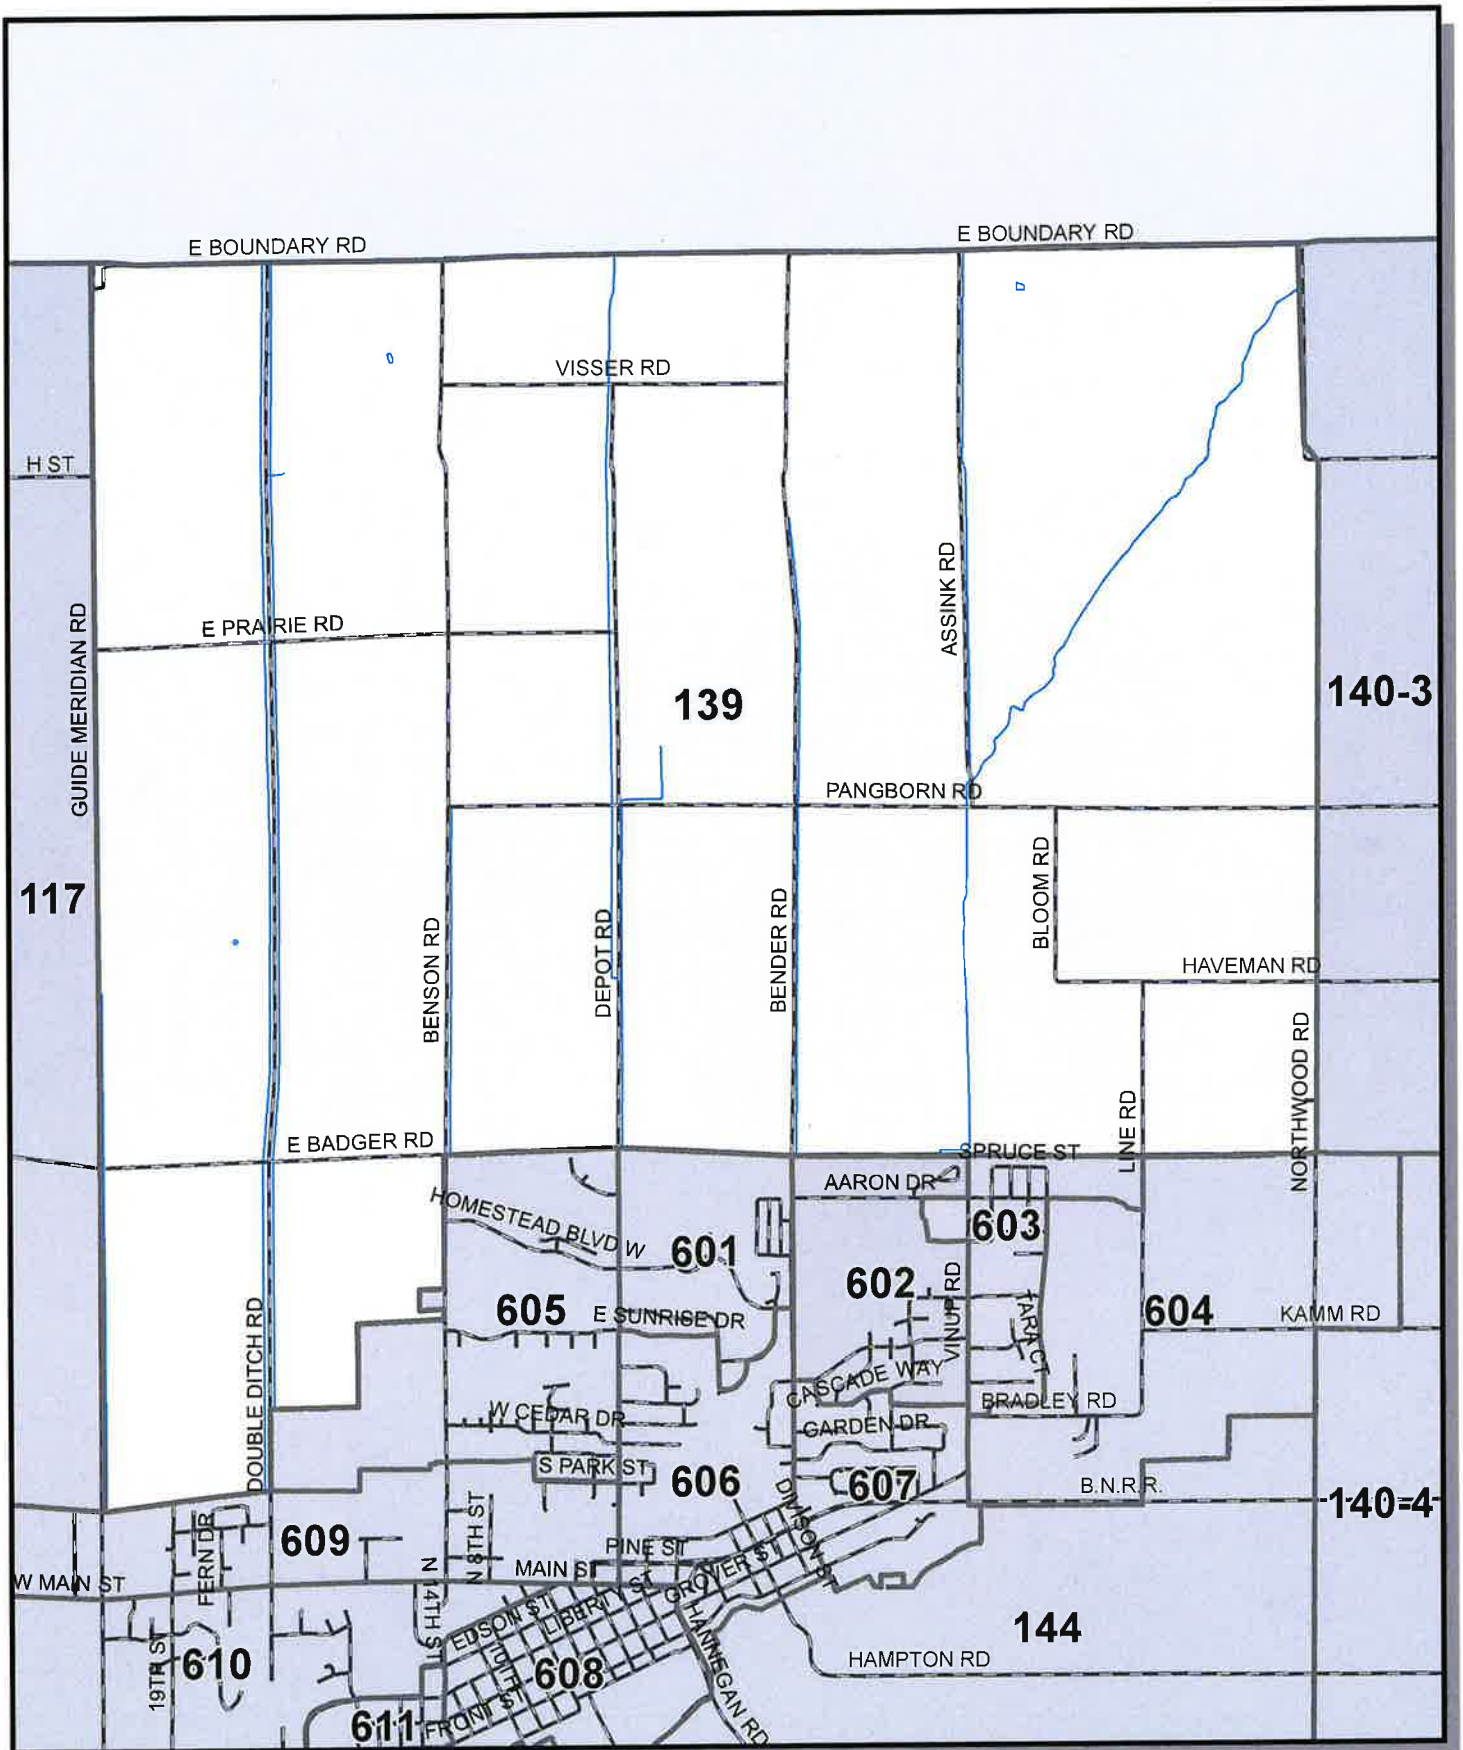 E BOUNDARY RD
E BOUNDARY RD
VISSER RD
H ST
ASSINK RD
E PRAIRIE RD
GUIDE MERIDIAN RD
139
140-3
PANGBORN RD
BLOOM RD
117
BENSON RD
DEPOT RD
BENDER RD
HAVEMAN RD
NORTHWOOD RD
LINE RD
E BADGER RD
SPRUCE ST
AARON DR
HOMESTEAD BLVD W
601
603
602
605
E SUNRISE DR
VINUP RD
TARA CT
604
KAMM RD
DOUBLE DITCH RD
CASCADE WAY
BRADLEY RD
W CEDAR DR
GARDEN DR
S PARK ST
606
607
B.N.R.R.
140-4
DIVISION ST
FERN DR
609
N 8TH ST
PINE ST
MAIN ST
GROVER ST
W MAIN ST
N 14TH ST
EDSON ST
LIBERTY ST
HANNEGAN RD
144
HAMPTON RD
19TH ST
610
10TH ST
608
611
FRONT ST